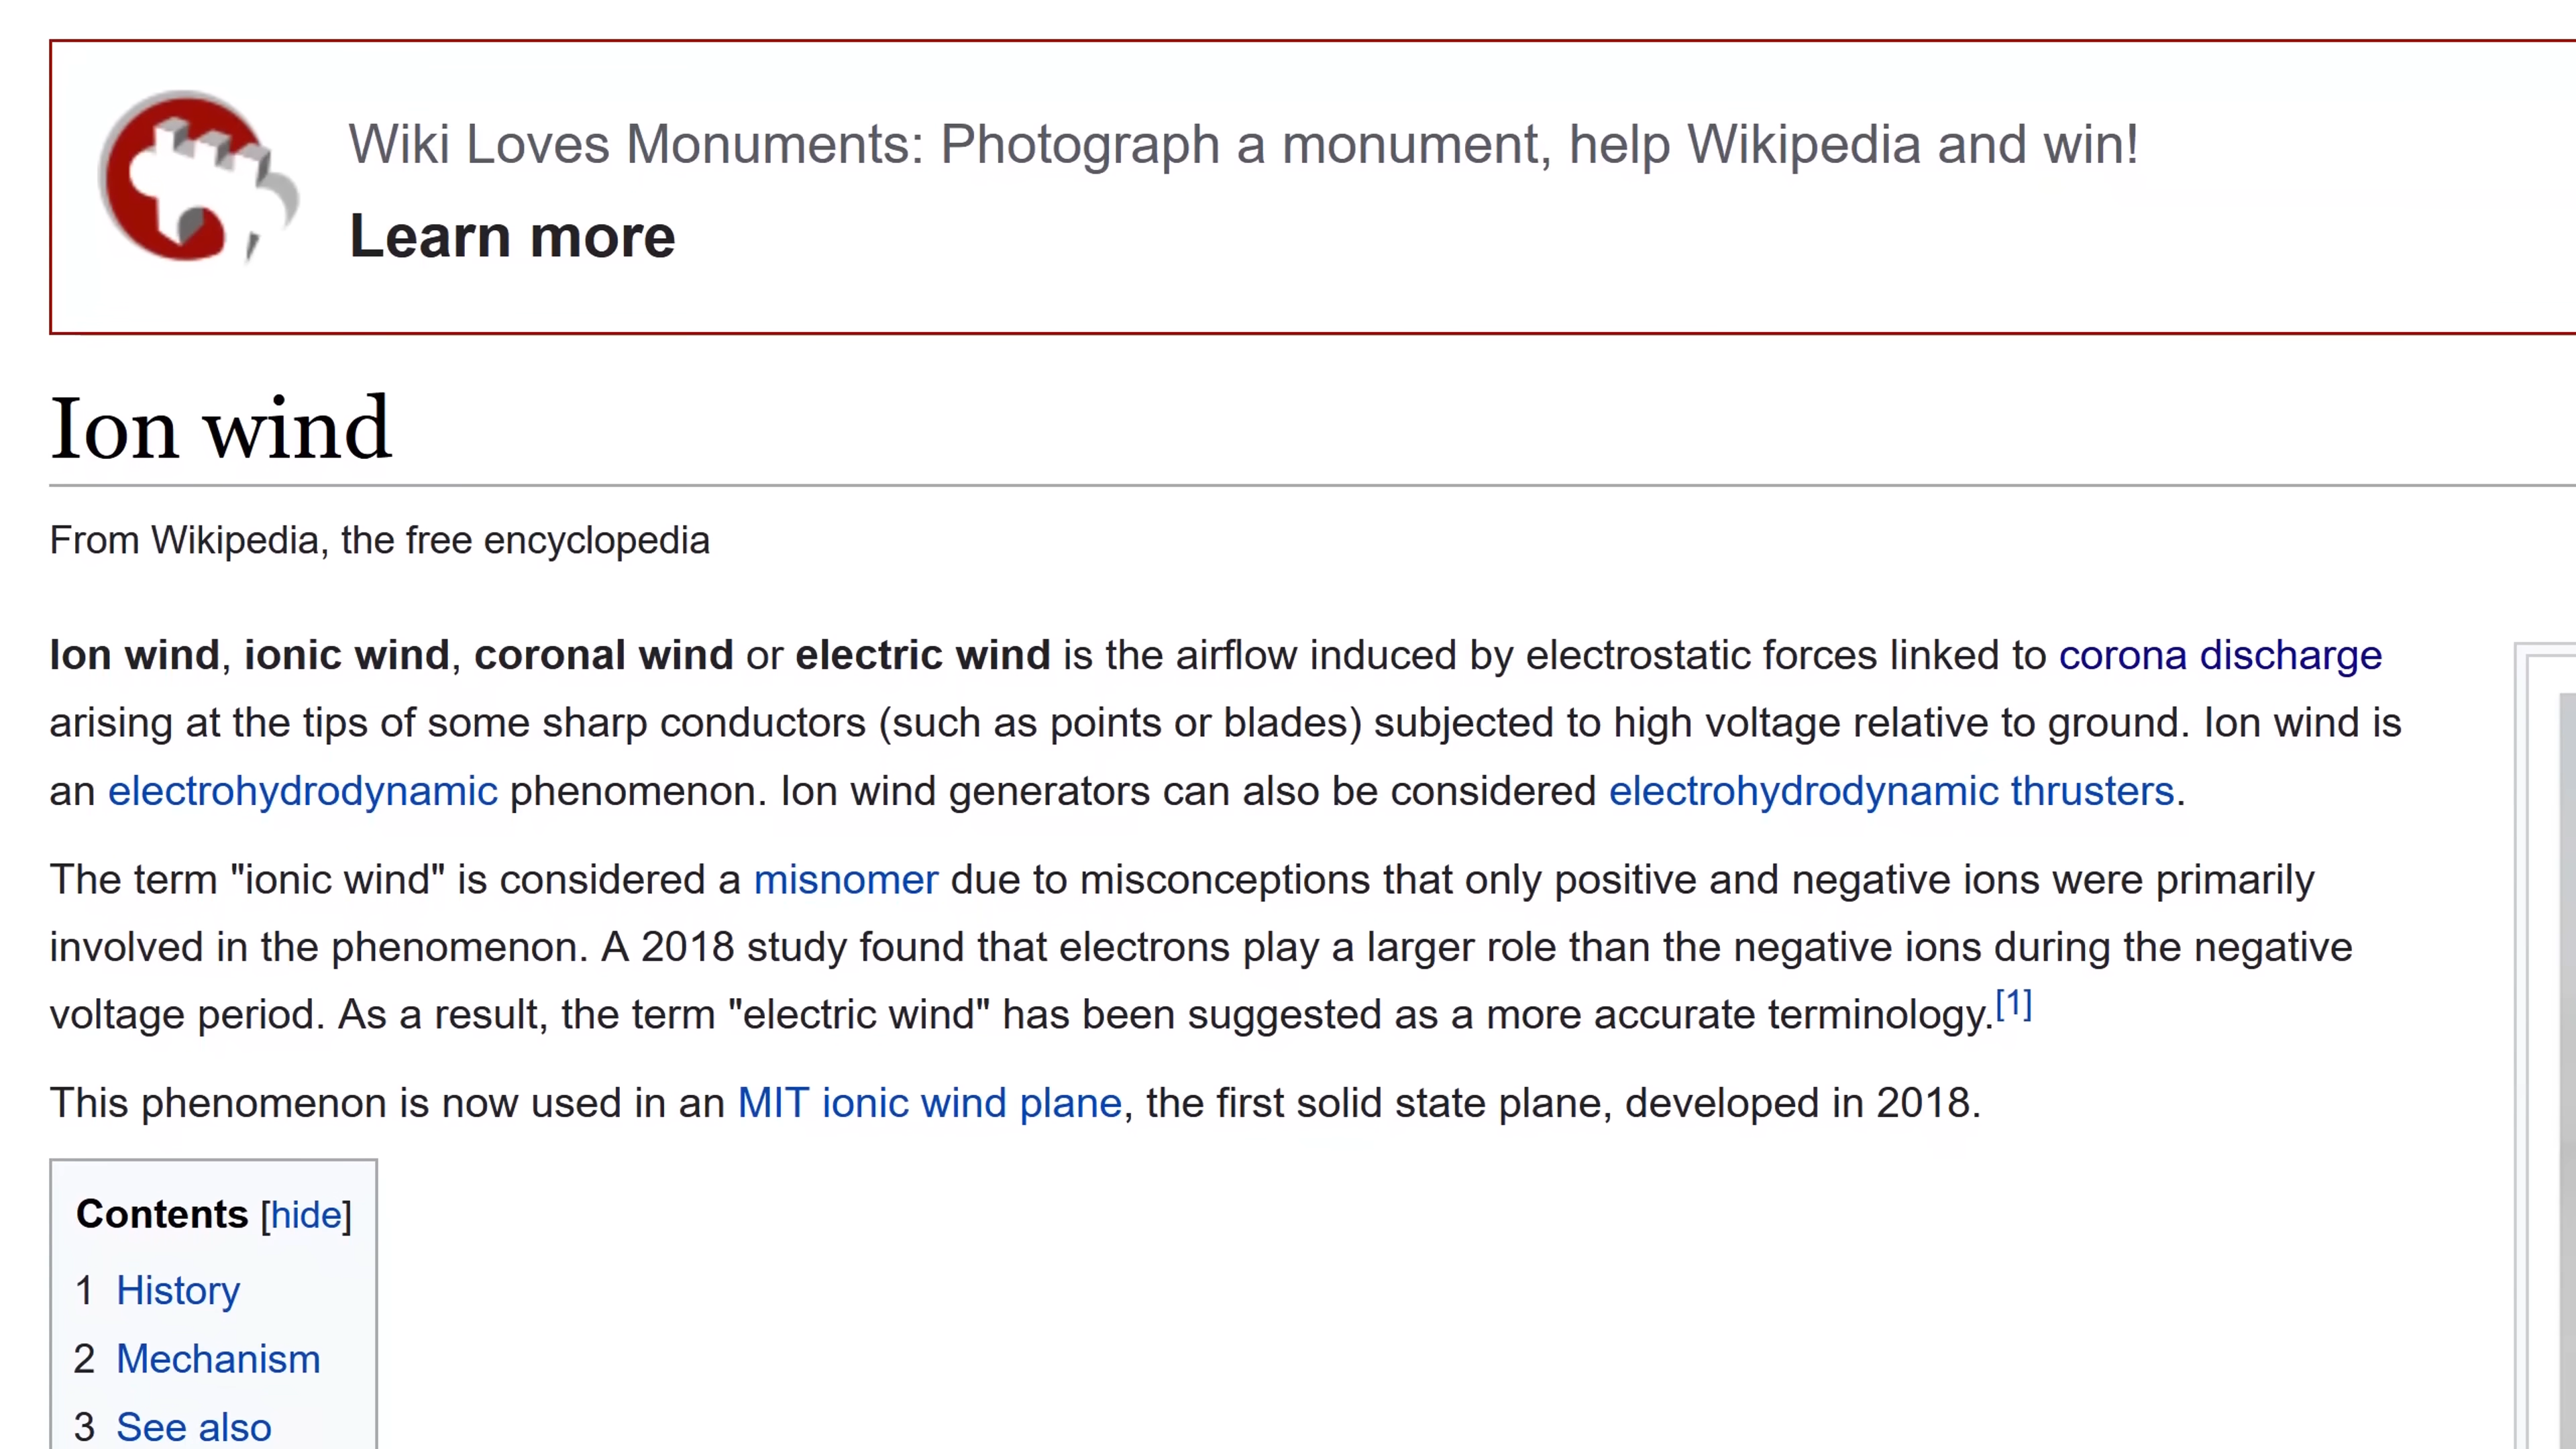 Wiki Loves Monuments: Photograph a monument, help Wikipedia and win!
Learn more
Ion wind
From Wikipedia, the free encyclopedia
Ion wind, ionic wind, coronal wind or electric wind is the airflow induced by electrostatic forces linked to corona discharge
arising at the tips of some sharp conductors (such as points or blades) subjected to high voltage relative to ground. Ion wind is
an electrohydrodynamic phenomenon. Ion wind generators can also be considered electrohydrodynamic thrusters.
The term "ionic wind" is considered a misnomer due to misconceptions that only positive and negative ions were primarily
involved in the phenomenon. A 2018 study found that electrons play a larger role than the negative ions during the negative
voltage period. As a result, the term "electric wind" has been suggested as a more accurate terminology.[1]
This phenomenon is now used in an MIT ionic wind plane, the first solid state plane, developed in 2018.
Contents [hide]
1 History
2 Mechanism
3 See also